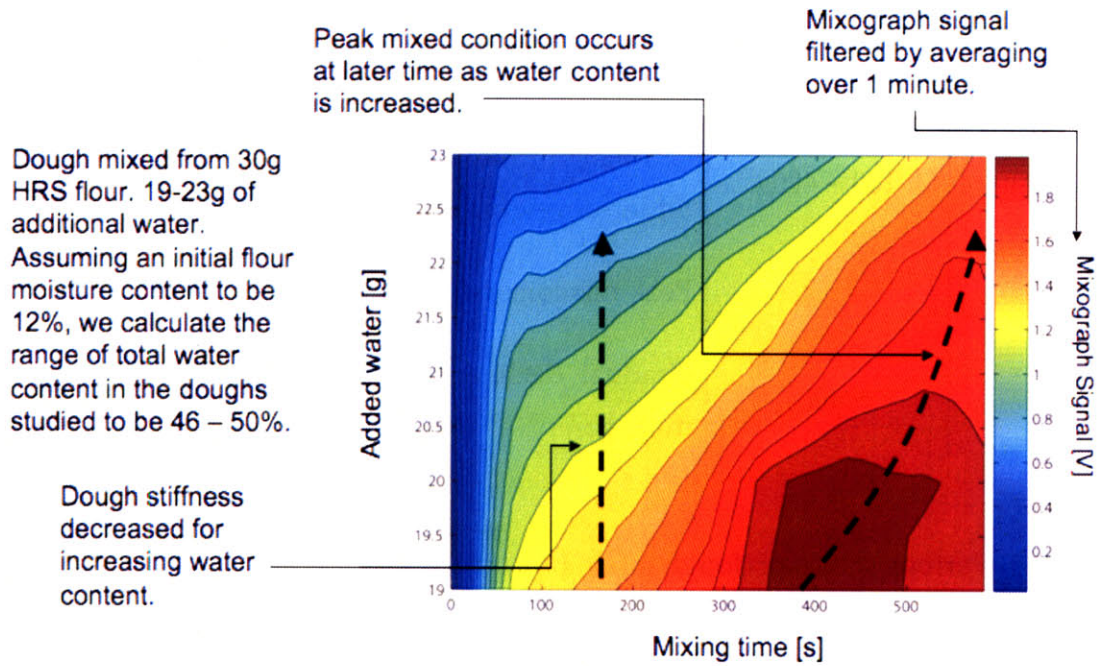 Peak mixed condition occurs
at later time as water content
is increased.
Mixograph signal
filtered by averaging
over 1 minute.
Dough mixed from 30g
HRS flour. 19-23g of
additional water.
Assuming an initial flour
moisture content to be
12%, we calculate the
range of total water
content in the doughs
studied to be 46 – 50%.
Dough stiffness
decreased for
increasing water
content.
Added water [g]
23
22.5
22
21.5
21
20.5
20
19.5
19
0
100
200
300
400
500
Mixing time [s]
1.8
1.6
1.4
1.2
1
0.8
0.6
0.4
0.2
Mixograph Signal [V]